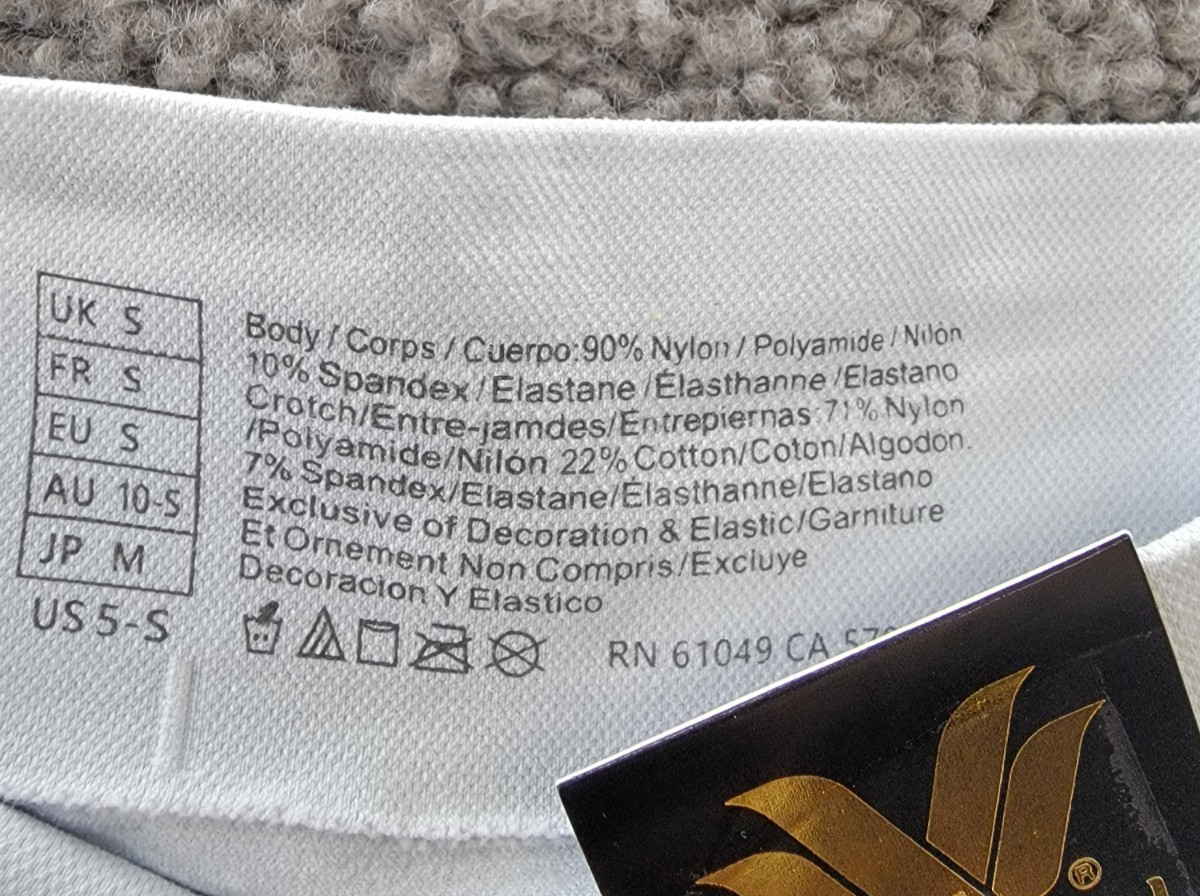 UK S
FR S
EU S
AU 10-S
JP M
US 5-S
Body / Corps / Cuerpo:90% Nylon / Polyamide / Nilón
10% Spandex / Elastane /Élasthanne /Elastano
Crotch/Entre-jamdes/Entrepiernas:71% Nylon
/Polyamide/Nilón 22% Cotton/Coton/Algodon.
7% Spandex/Elastane/Élasthanne/Elastano
Exclusive of Decoration & Elastic/Garniture
Et Ornement Non Compris/Excluye
Decoracion Y Elastico
RN 61049 CA
®